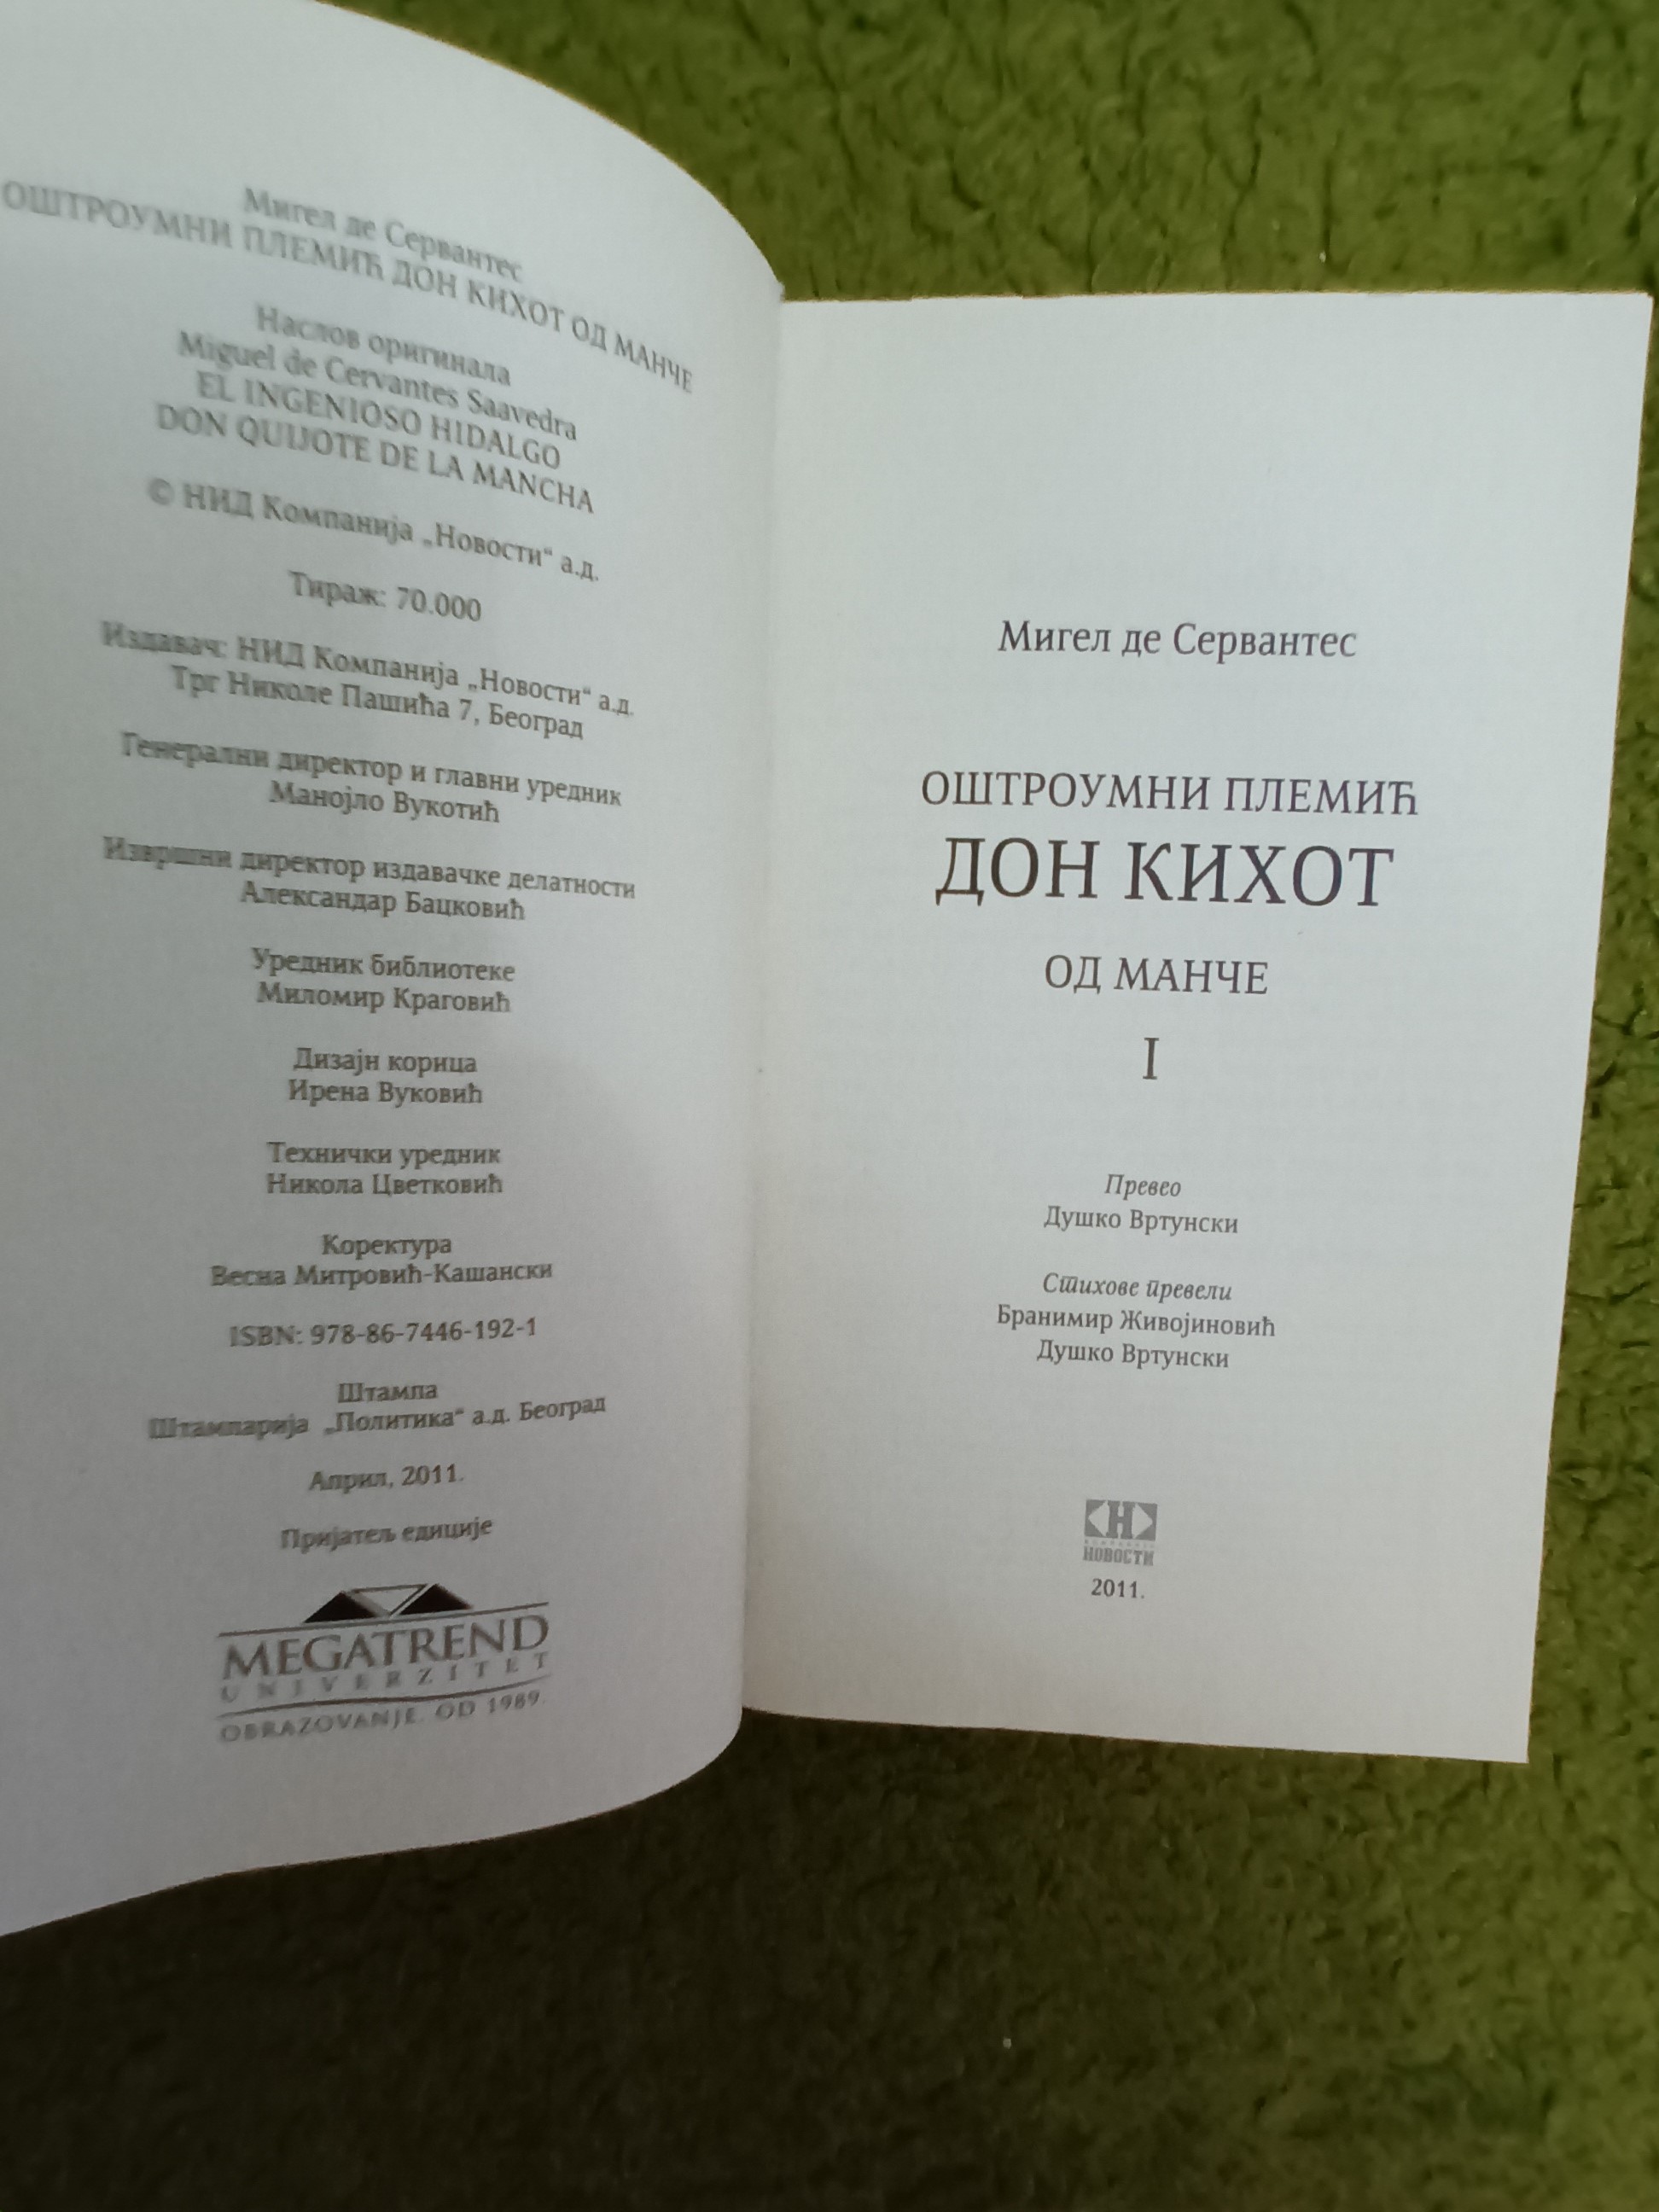 Мигел де Сервантес
ОШТРОУМНИ ПЛЕМИЋ ДОН КИХОТ ОД МАНЧЕ
Наслов оригинала
Miguel de Cervantes Saavedra
EL INGENIOSO HIDALGO
DON QUIJOTE DE LA MANCHA
© НИД Компанија „Новости“ а.д.
Тираж: 70.000
Издавач: НИД Компанија „Новости“ а.д.
Трг Николе Пашића 7, Београд
Генерални директор и главни уредник
Манојло Вукотић
Извршни директор издавачке делатности
Александар Бацковић
Уредник библиотеке
Миломир Краговић
Дизајн корица
Ирена Вуковић
Технички уредник
Никола Цветковић
Коректура
Весна Митровић-Кашански
ISBN: 978-86-7446-192-1
Штампа
Штампарија „Политика“ а.д. Београд
Април, 2011.
Пријатељ едиције
MEGATREND
UNIVERZITET
OBRAZOVANJE. OD 1989.
Мигел де Сервантес
ОШТРОУМНИ ПЛЕМИЋ
ДОН КИХОТ
ОД МАНЧЕ
I
Превео
Душко Вртунски
Стихове превели
Бранимир Живојиновић
Душко Вртунски
Н
КОМПАНИЈА
НОВОСТИ
2011.